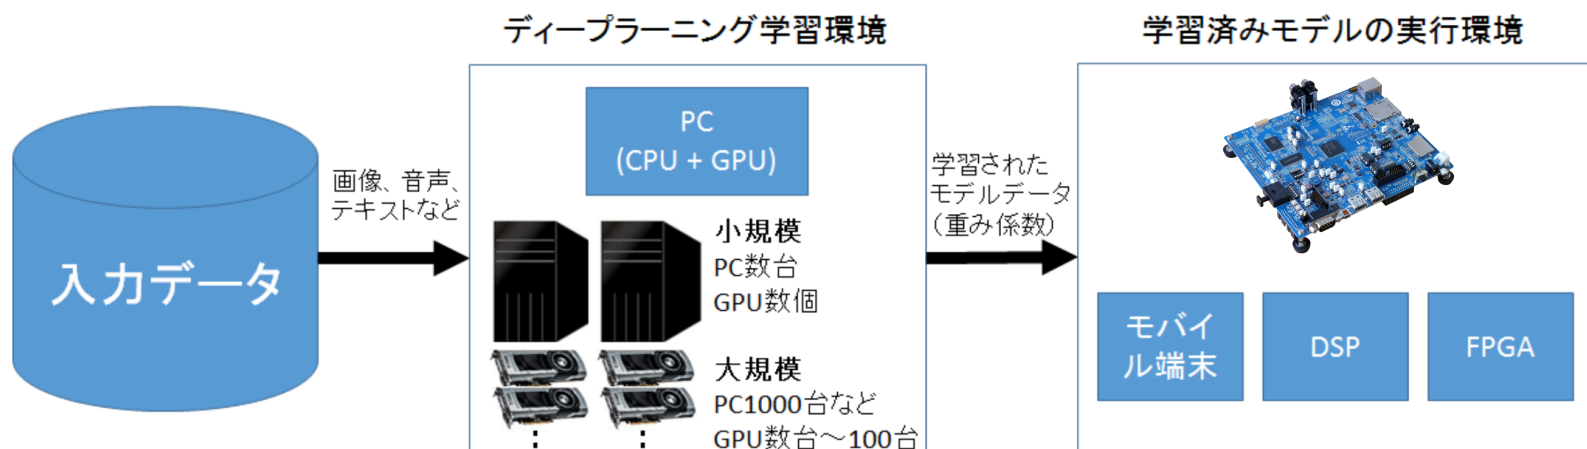 ディープラーニング学習環境
学習済みモデルの実行環境
入力データ
画像、音声、
テキストなど
PC
(CPU + GPU)
小規模
PC数台
GPU数個
大規模
PC1000台など
GPU数台～100台
学習された
モデルデータ
（重み係数）
モバイ
ル端末
DSP
FPGA